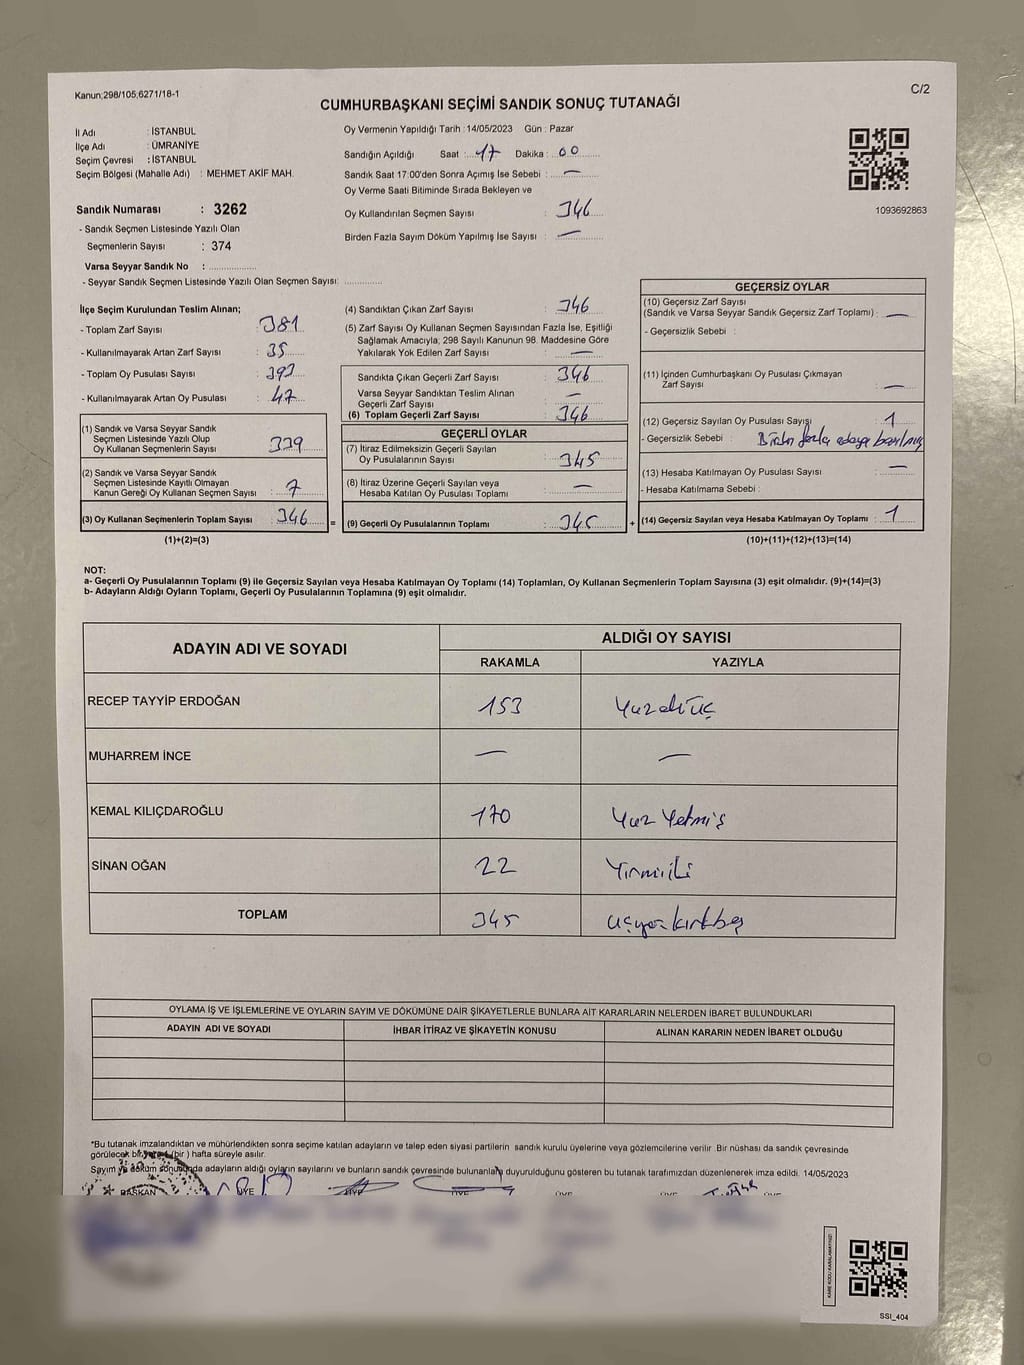 Kanun;298/105;6271/18-1
C/2
CUMHURBAŞKANI SEÇİMİ SANDIK SONUÇ TUTANAĞI
İl Adı : İSTANBUL
İlçe Adı : ÜMRANİYE
Seçim Çevresi : İSTANBUL
Seçim Bölgesi (Mahalle Adı) : MEHMET AKİF MAH.
Sandık Numarası : 3262
- Sandık Seçmen Listesinde Yazılı Olan
Seçmenlerin Sayısı : 374
Varsa Seyyar Sandık No :
- Seyyar Sandık Seçmen Listesinde Yazılı Olan Seçmen Sayısı:
Oy Vermenin Yapıldığı Tarih : 14/05/2023 Gün : Pazar
Sandığın Açıldığı Saat : 17 Dakika : 00
Sandık Saat 17:00'den Sonra Açımış İse Sebebi : —
Oy Verme Saati Bitiminde Sırada Bekleyen ve
Oy Kullandırılan Seçmen Sayısı : 346
Birden Fazla Sayım Döküm Yapılmış İse Sayısı : —
1093692863
İlçe Seçim Kurulundan Teslim Alınan;
- Toplam Zarf Sayısı : 381
- Kullanılmayarak Artan Zarf Sayısı : 35
- Toplam Oy Pusulası Sayısı : 393
- Kullanılmayarak Artan Oy Pusulası : 47
(1) Sandık ve Varsa Seyyar Sandık
Seçmen Listesinde Yazılı Olup
Oy Kullanan Seçmenlerin Sayısı : 339
(2) Sandık ve Varsa Seyyar Sandık
Seçmen Listesinde Kayıtlı Olmayan
Kanun Gereği Oy Kullanan Seçmen Sayısı : 7
(3) Oy Kullanan Seçmenlerin Toplam Sayısı : 346 =
(1)+(2)=(3)
(4) Sandıktan Çıkan Zarf Sayısı : 346
(5) Zarf Sayısı Oy Kullanan Seçmen Sayısından Fazla İse, Eşitliği
Sağlamak Amacıyla; 298 Sayılı Kanunun 98. Maddesine Göre
Yakılarak Yok Edilen Zarf Sayısı : —
Sandıkta Çıkan Geçerli Zarf Sayısı : 346
Varsa Seyyar Sandıktan Teslim Alınan
Geçerli Zarf Sayısı : —
(6) Toplam Geçerli Zarf Sayısı : 346
GEÇERLİ OYLAR
(7) İtiraz Edilmeksizin Geçerli Sayılan
Oy Pusulalarının Sayısı : 345
(8) İtiraz Üzerine Geçerli Sayılan veya
Hesaba Katılan Oy Pusulası Toplamı : —
(9) Geçerli Oy Pusulalarının Toplamı : 345 +
GEÇERSİZ OYLAR
(10) Geçersiz Zarf Sayısı
(Sandık ve Varsa Seyyar Sandık Geçersiz Zarf Toplamı) : —
- Geçersizlik Sebebi :
(11) İçinden Cumhurbaşkanı Oy Pusulası Çıkmayan
Zarf Sayısı : —
(12) Geçersiz Sayılan Oy Pusulası Sayısı : 1
- Geçersizlik Sebebi : Birden fazla adaya basılmış
(13) Hesaba Katılmayan Oy Pusulası Sayısı : —
- Hesaba Katılmama Sebebi :
(14) Geçersiz Sayılan veya Hesaba Katılmayan Oy Toplamı : 1
(10)+(11)+(12)+(13)=(14)
NOT:
a- Geçerli Oy Pusulalarının Toplamı (9) ile Geçersiz Sayılan veya Hesaba Katılmayan Oy Toplamı (14) Toplamları, Oy Kullanan Seçmenlerin Toplam Sayısına (3) eşit olmalıdır. (9)+(14)=(3)
b- Adayların Aldığı Oyların Toplamı, Geçerli Oy Pusulalarının Toplamına (9) eşit olmalıdır.
ADAYIN ADI VE SOYADI
ALDIĞI OY SAYISI
RAKAMLA YAZIYLA
RECEP TAYYİP ERDOĞAN 153 Yüzelliüç
MUHARREM İNCE — —
KEMAL KILIÇDAROĞLU 170 Yüz Yetmiş
SİNAN OĞAN 22 Yirmiiki
TOPLAM 345 üçyüzkırkbeş
OYLAMA İŞ VE İŞLEMLERİNE VE OYLARIN SAYIM VE DÖKÜMÜNE DAİR ŞİKAYETLERLE BUNLARA AİT KARARLARIN NELERDEN İBARET BULUNDUKLARI
ADAYIN ADI VE SOYADI İHBAR İTİRAZ VE ŞİKAYETİN KONUSU ALINAN KARARIN NEDEN İBARET OLDUĞU
*Bu tutanak imzalandıktan ve mühürlendikten sonra seçime katılan adayların ve talep eden siyasi partilerin sandık kurulu üyelerine veya gözlemcilerine verilir. Bir nüshası da sandık çevresinde
görülecek bir yere 1 (bir ) hafta süreyle asılır.
Sayım ve döküm sonucunda adayların aldığı oyların sayılarını ve bunların sandık çevresinde bulunanlara duyurulduğunu gösteren bu tutanak tarafımızdan düzenlenerek imza edildi. 14/05/2023
BAŞKAN ÜYE ÜYE ÜYE ÜYE ÜYE ÜYE
KARE KODU KARALAMAYINIZ!
SSI_404